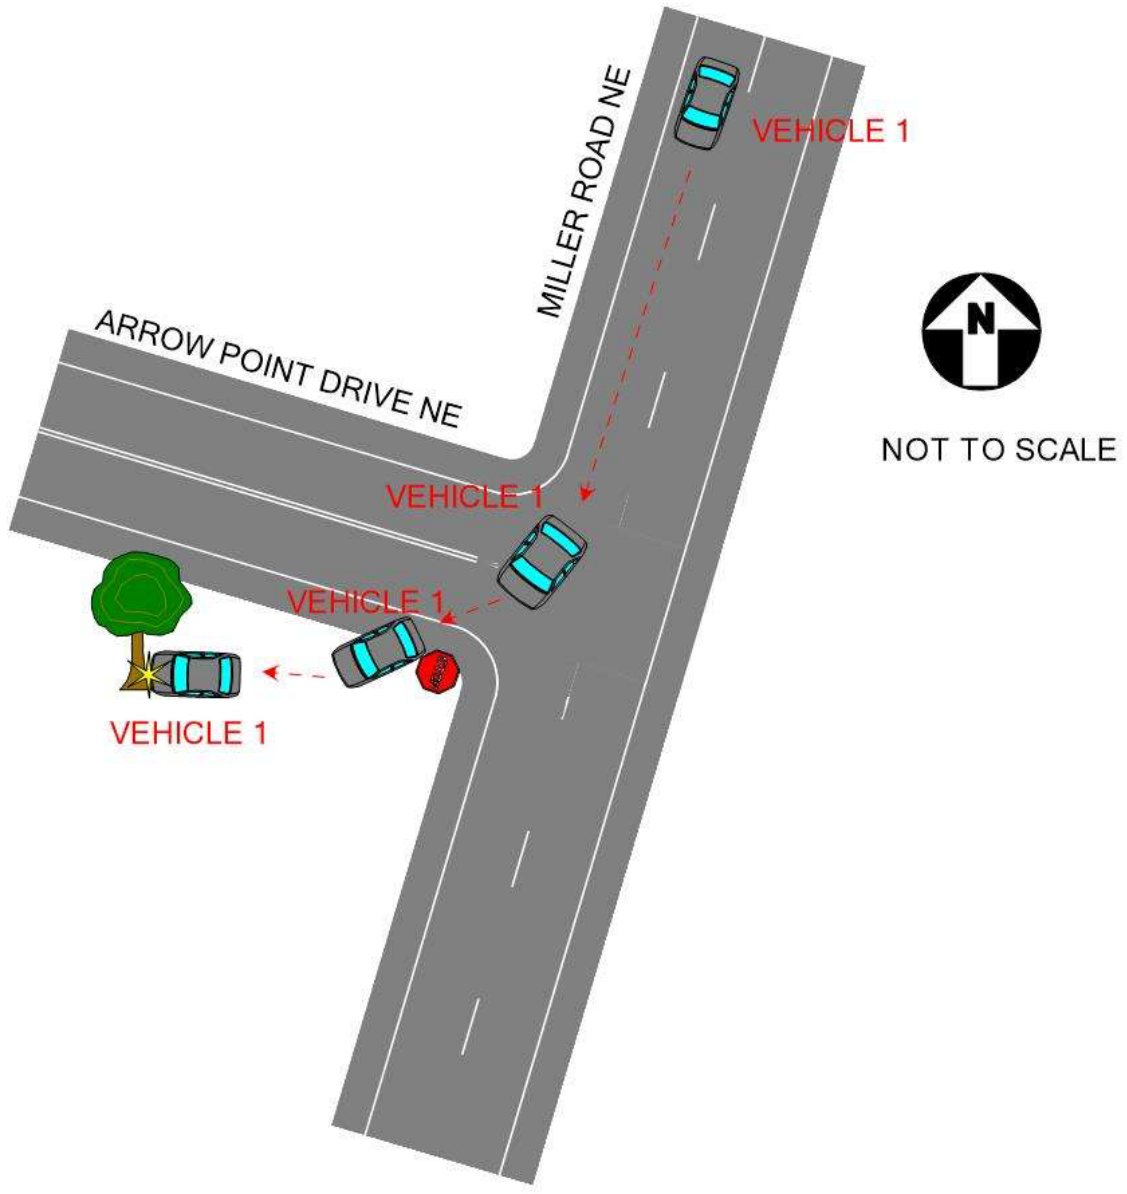 VEHICLE 1
MILLER ROAD NE
N
ARROW POINT DRIVE NE
NOT TO SCALE
VEHICLE 1
VEHICLE 1
VEHICLE 1